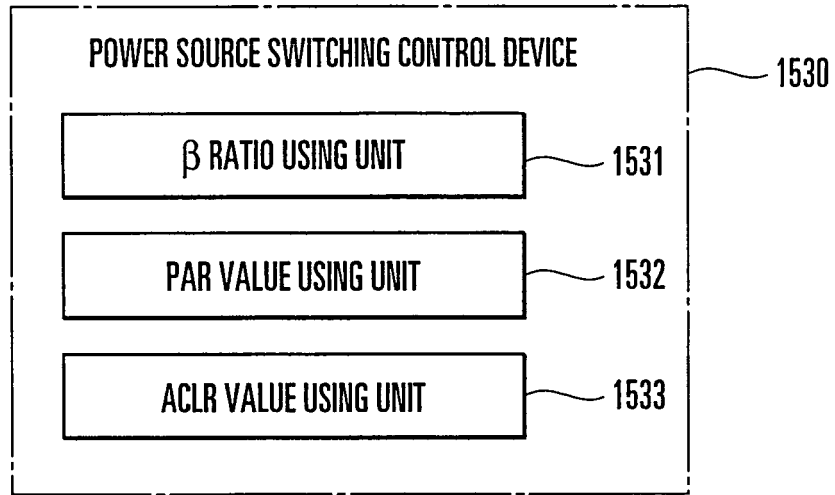 POWER SOURCE SWITCHING CONTROL DEVICE
1530
β RATIO USING UNIT
1531
PAR VALUE USING UNIT
1532
ACLR VALUE USING UNIT
1533